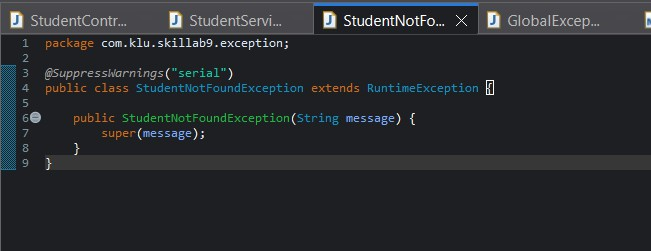 StudentContr... StudentServi... StudentNotFou... GlobalExcep...
1 package com.klu.skillab9.exception;
2
3 @SuppressWarnings("serial")
4 public class StudentNotFoundException extends RuntimeException {
5
6 public StudentNotFoundException(String message) {
7 super(message);
8 }
9 }